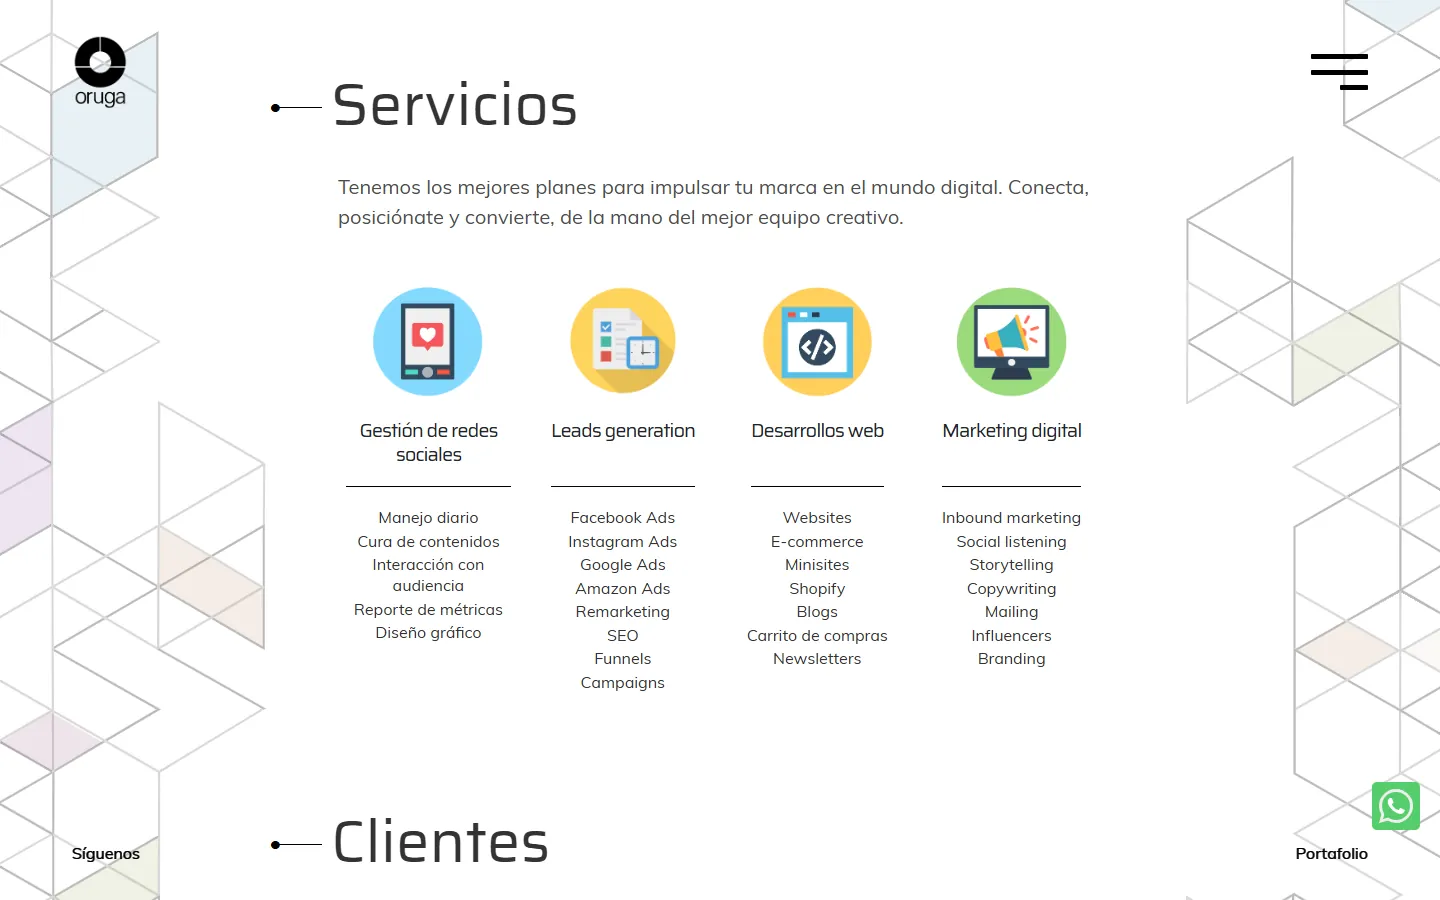 oruga
Servicios
Tenemos los mejores planes para impulsar tu marca en el mundo digital. Conecta,
posiciónate y convierte, de la mano del mejor equipo creativo.
Gestión de redes
sociales
Manejo diario
Cura de contenidos
Interacción con
audiencia
Reporte de métricas
Diseño gráfico
Leads generation
Facebook Ads
Instagram Ads
Google Ads
Amazon Ads
Remarketing
SEO
Funnels
Campaigns
Desarrollos web
Websites
E-commerce
Minisites
Shopify
Blogs
Carrito de compras
Newsletters
Marketing digital
Inbound marketing
Social listening
Storytelling
Copywriting
Mailing
Influencers
Branding
Clientes
Síguenos
Portafolio